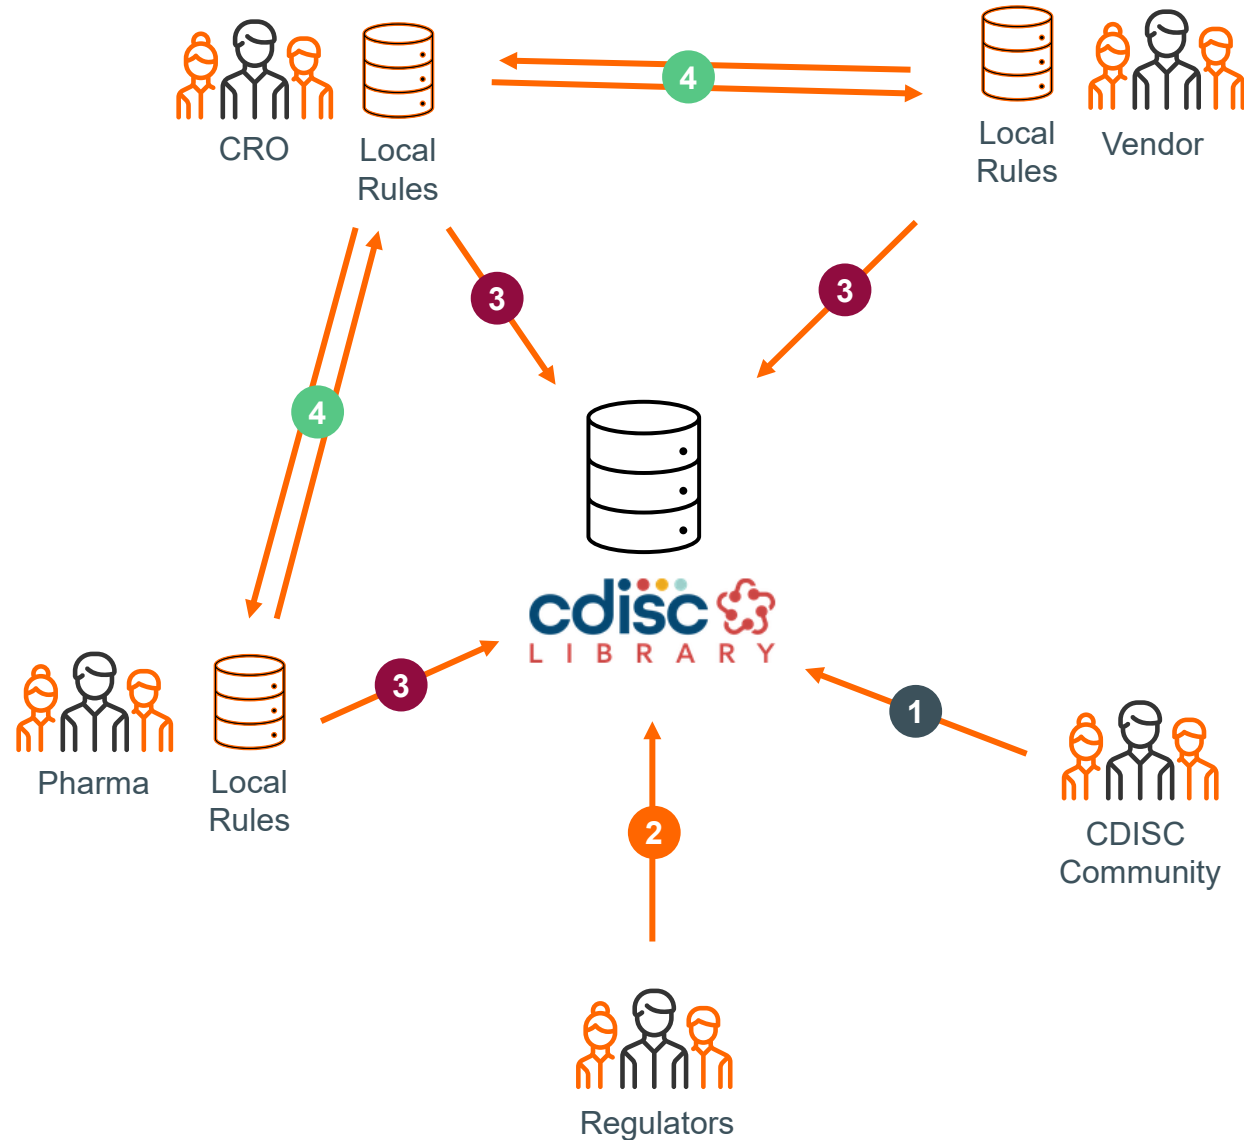 4
CRO
Local
Rules
Local
Rules
Vendor
3
3
4
cdisc
LIBRARY
3
1
Pharma
Local
Rules
2
CDISC
Community
Regulators